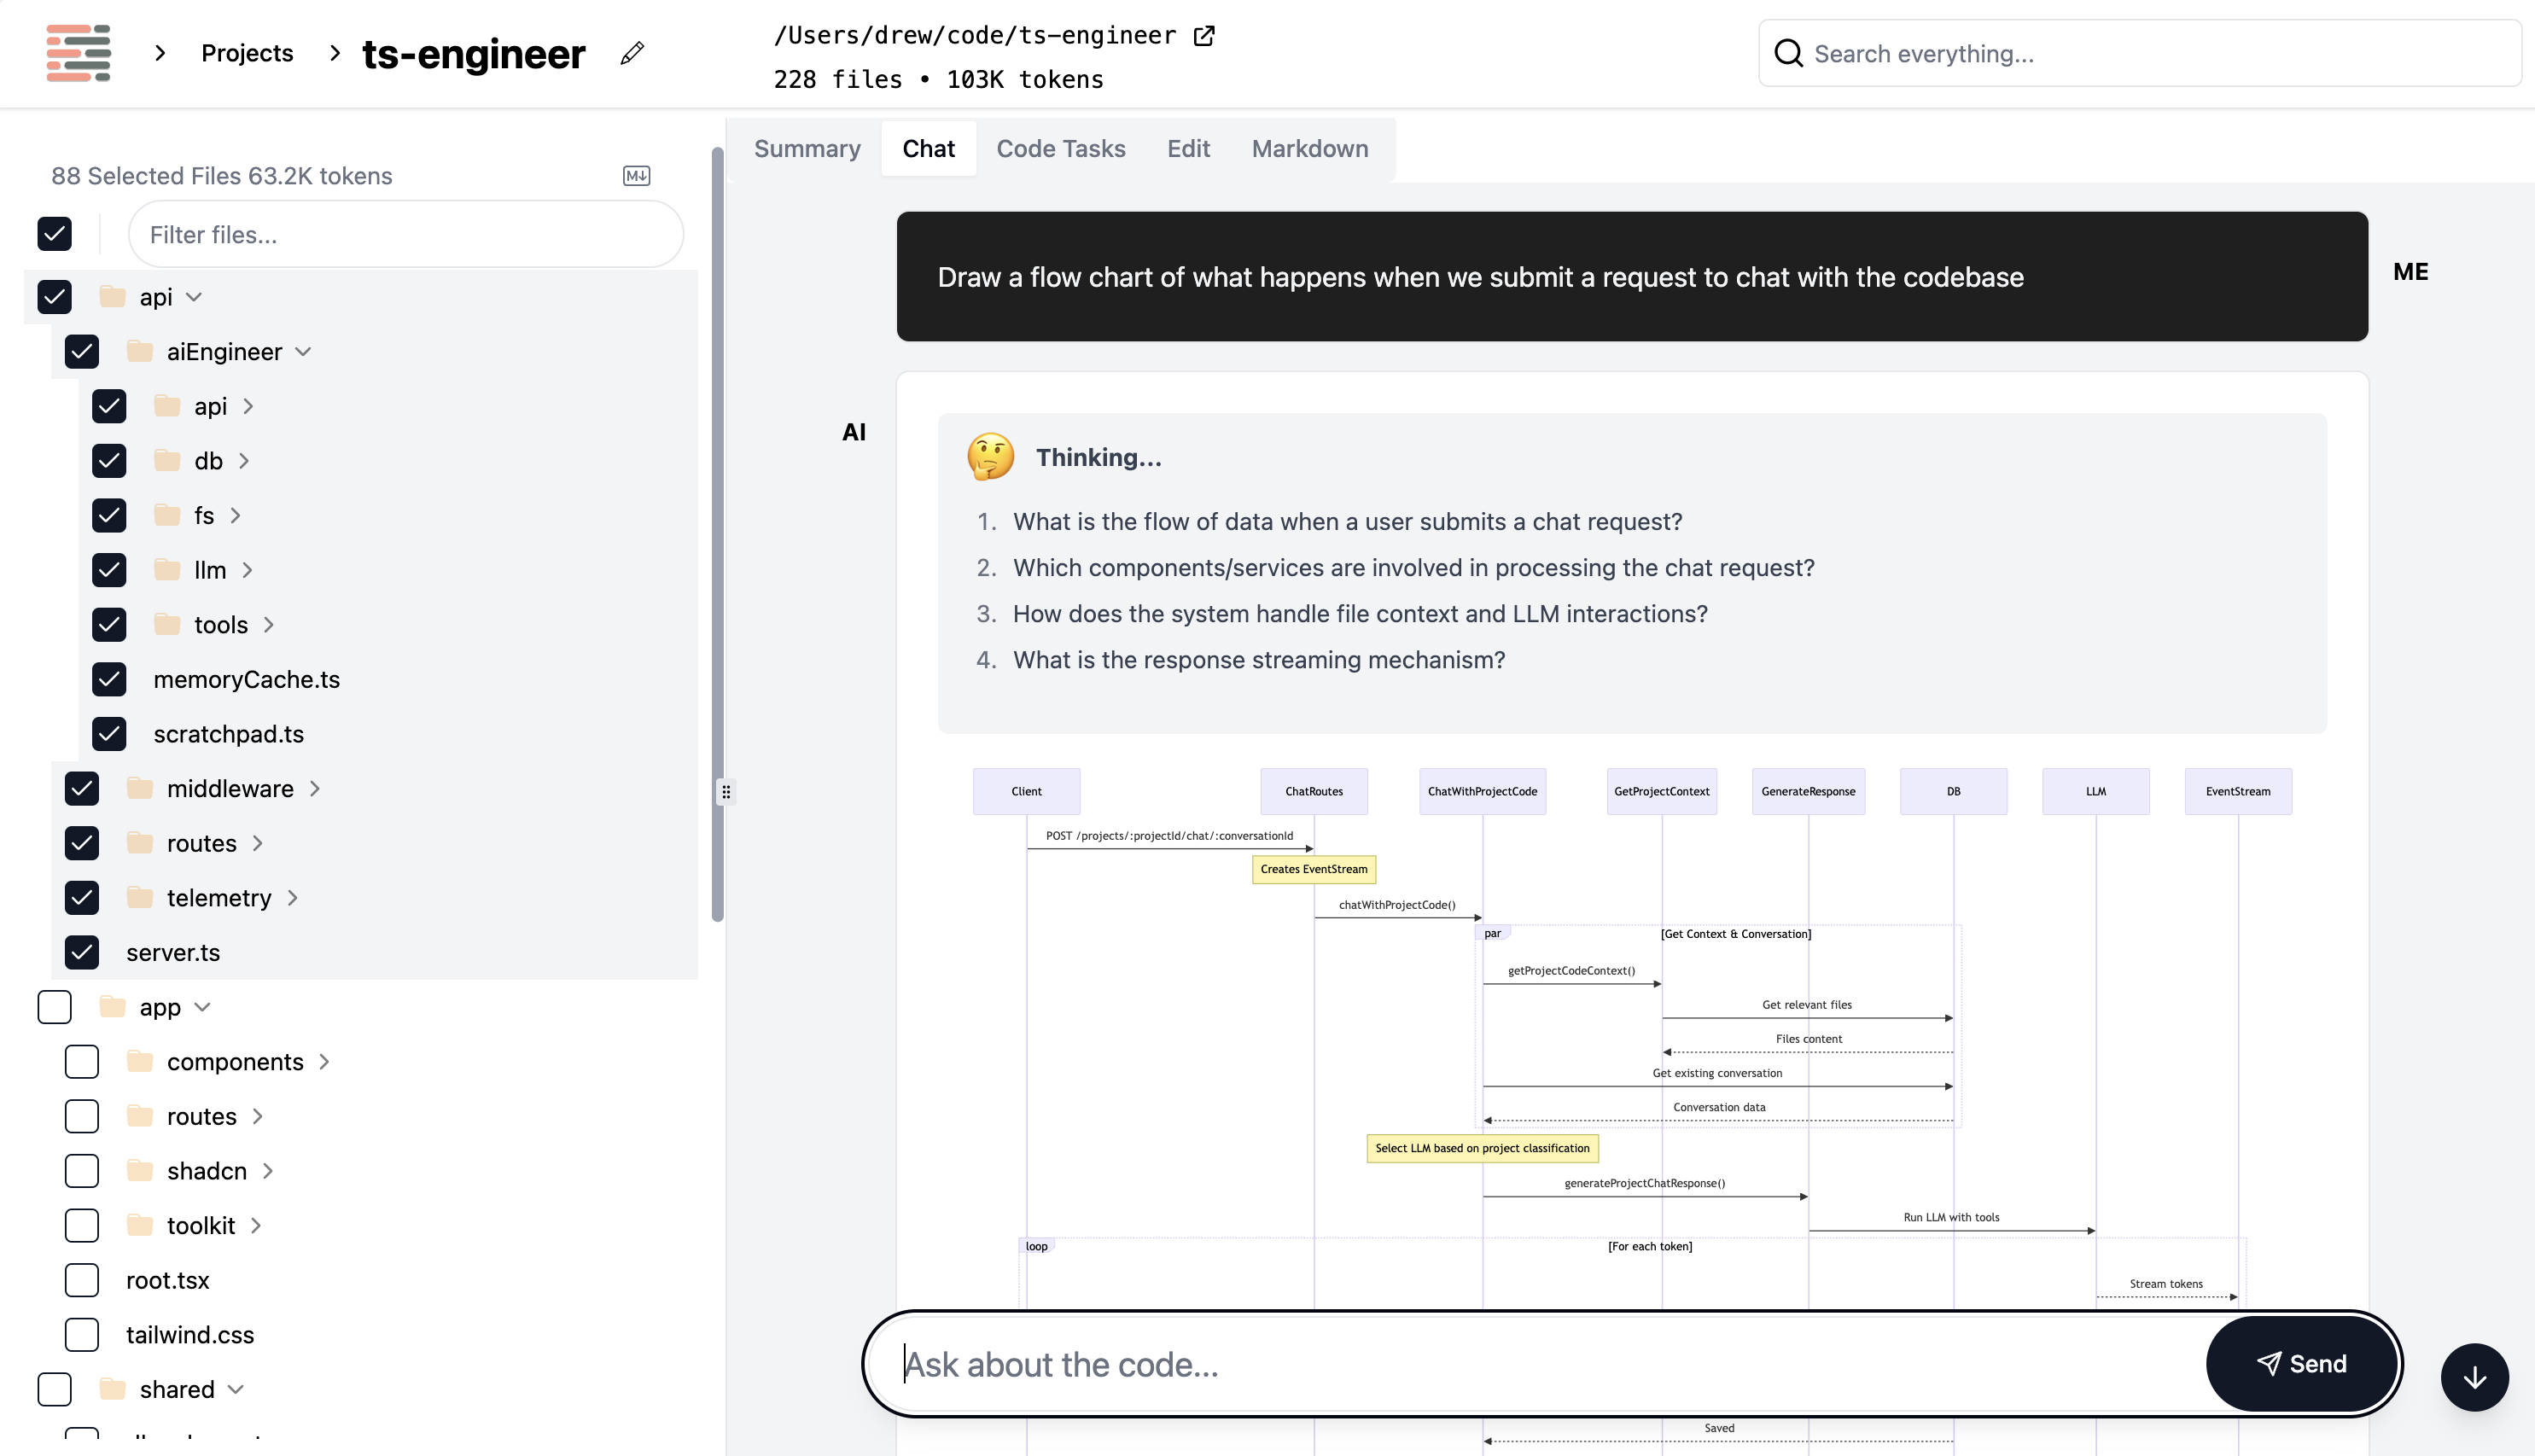 Projects
ts-engineer
/Users/drew/code/ts-engineer
228 files • 103K tokens
Search everything...
88 Selected Files 63.2K tokens
M↓
Filter files...
api
aiEngineer
api
db
fs
llm
tools
memoryCache.ts
scratchpad.ts
middleware
routes
telemetry
server.ts
app
components
routes
shadcn
toolkit
root.tsx
tailwind.css
shared
Summary
Chat
Code Tasks
Edit
Markdown
Draw a flow chart of what happens when we submit a request to chat with the codebase
ME
AI
Thinking...
1. What is the flow of data when a user submits a chat request?
2. Which components/services are involved in processing the chat request?
3. How does the system handle file context and LLM interactions?
4. What is the response streaming mechanism?
Client
ChatRoutes
ChatWithProjectCode
GetProjectContext
GenerateResponse
DB
LLM
EventStream
POST /projects/:projectId/chat/:conversationId
Creates EventStream
chatWithProjectCode()
par
[Get Context & Conversation]
getProjectCodeContext()
Get relevant files
Files content
Get existing conversation
Conversation data
Select LLM based on project classification
generateProjectChatResponse()
Run LLM with tools
loop
[For each token]
Stream tokens
Ask about the code...
Send
Saved